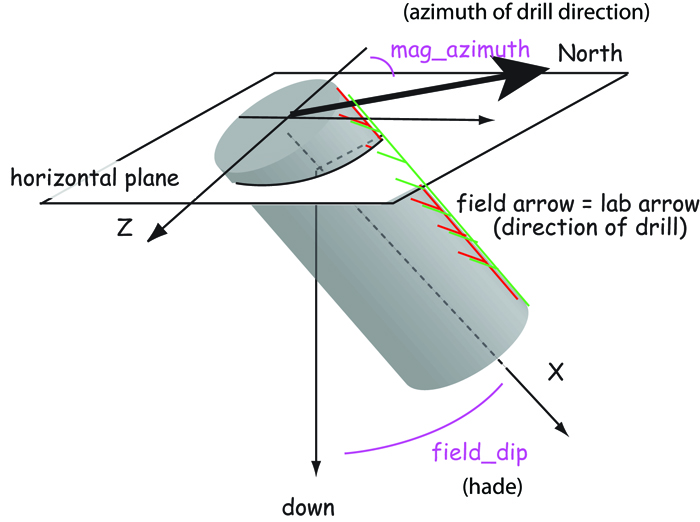 (azimuth of drill direction)
mag_azimuth
North
horizontal plane
Z
field arrow = lab arrow
(direction of drill)
X
field_dip
(hade)
down